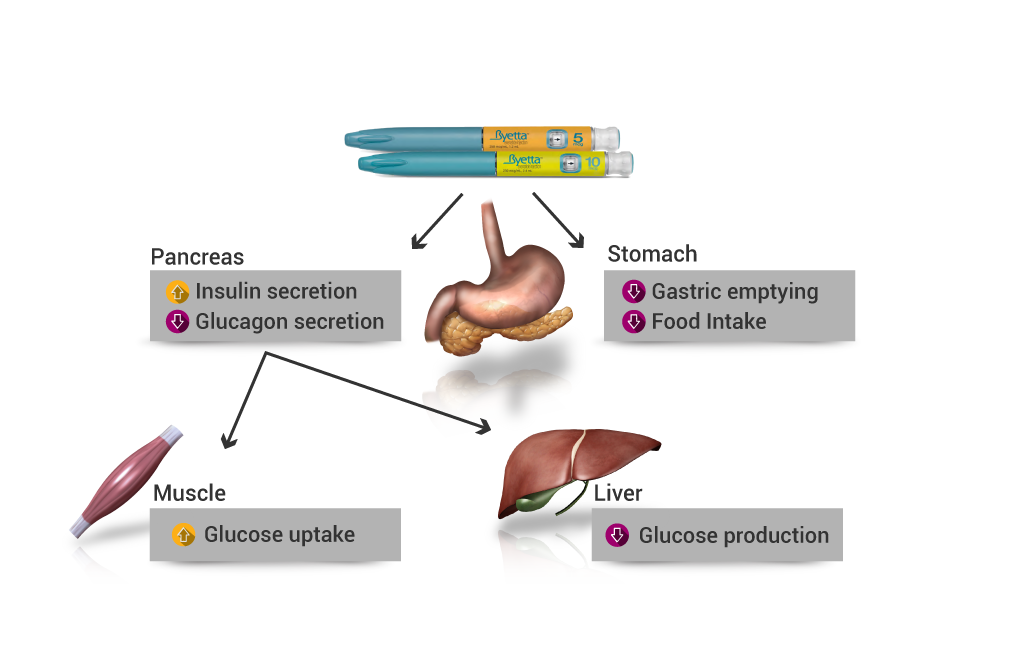 Byetta
5
mcg
Byetta
10
Pancreas
Insulin secretion
Glucagon secretion
Stomach
Gastric emptying
Food Intake
Muscle
Glucose uptake
Liver
Glucose production